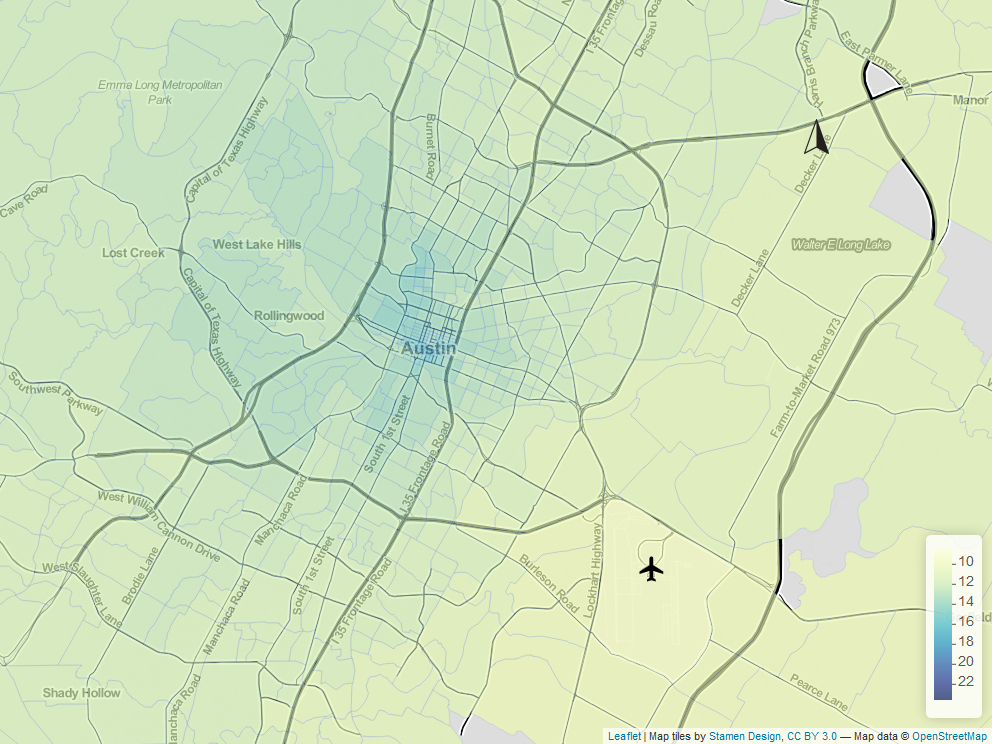 I 35 Frontage
Dessau Road
Harris Branch Parkway
East Parmer Lane
Emma Long Metropolitan
Park
Manor
Capital of Texas Highway
Burnet Road
Decker Lane
Cave Road
Lost Creek
West Lake Hills
Walter E Long Lake
Decker Lane
Capital of Texas Highway
Rollingwood
Austin
Farm-to-Market Road 973
Southwest Parkway
South 1st Street
I 35 Frontage Road
West William Cannon Drive
Manchaca Road
Lockhart Highway
Burleson Road
West Slaughter Lane
Brodie Lane
South 1st Street
I 35 Frontage Road
Manchaca Road
Shady Hollow
Manchaca Road
Pearce Lane
10
12
14
16
18
20
22
Leaflet | Map tiles by Stamen Design, CC BY 3.0 — Map data © OpenStreetMap